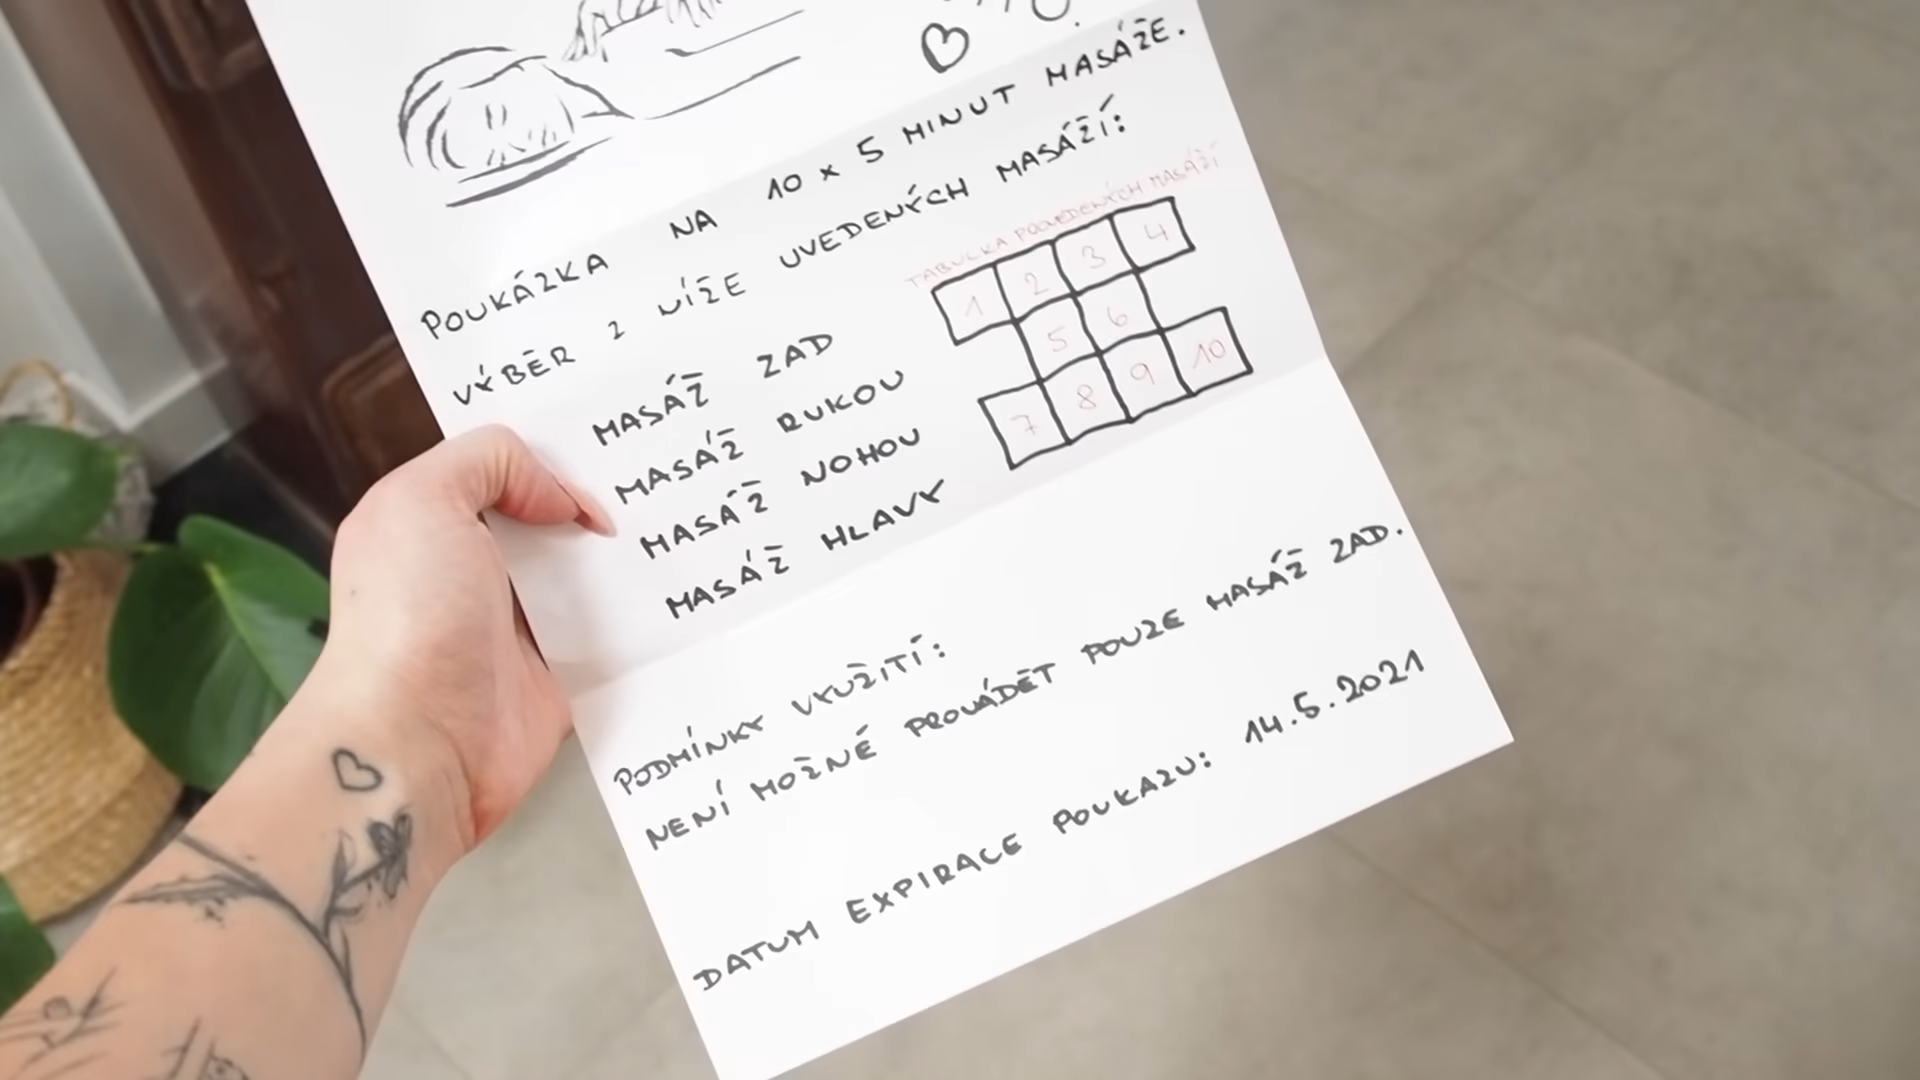 POUKÁZKA NA 10 x 5 MINUT MASÁŽE.
VÝBĚR Z NÍŽE UVEDENÝCH MASÁŽÍ:
TABULKA PROVEDENÝCH MASÁŽÍ
1 2 3 4
5 6
7 8 9 10
MASÁŽ ZAD
MASÁŽ RUKOU
MASÁŽ NOHOU
MASÁŽ HLAVY
PODMÍNKY VYUŽITÍ:
NENÍ MOŽNÉ PROVÁDĚT POUZE MASÁŽ ZAD.
DATUM EXPIRACE POUKAZU: 14.5.2021